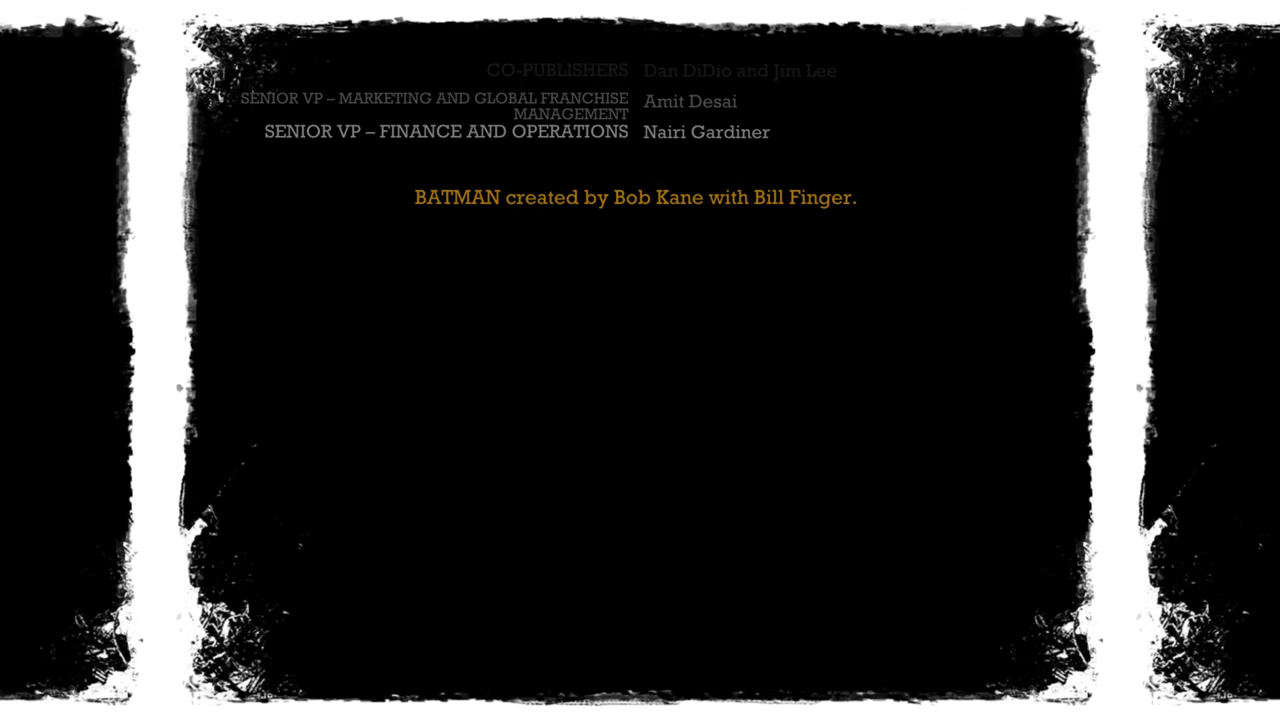 CO-PUBLISHERS Dan DiDio and Jim Lee
SENIOR VP – MARKETING AND GLOBAL FRANCHISE
MANAGEMENT Amit Desai
SENIOR VP – FINANCE AND OPERATIONS Nairi Gardiner
BATMAN created by Bob Kane with Bill Finger.